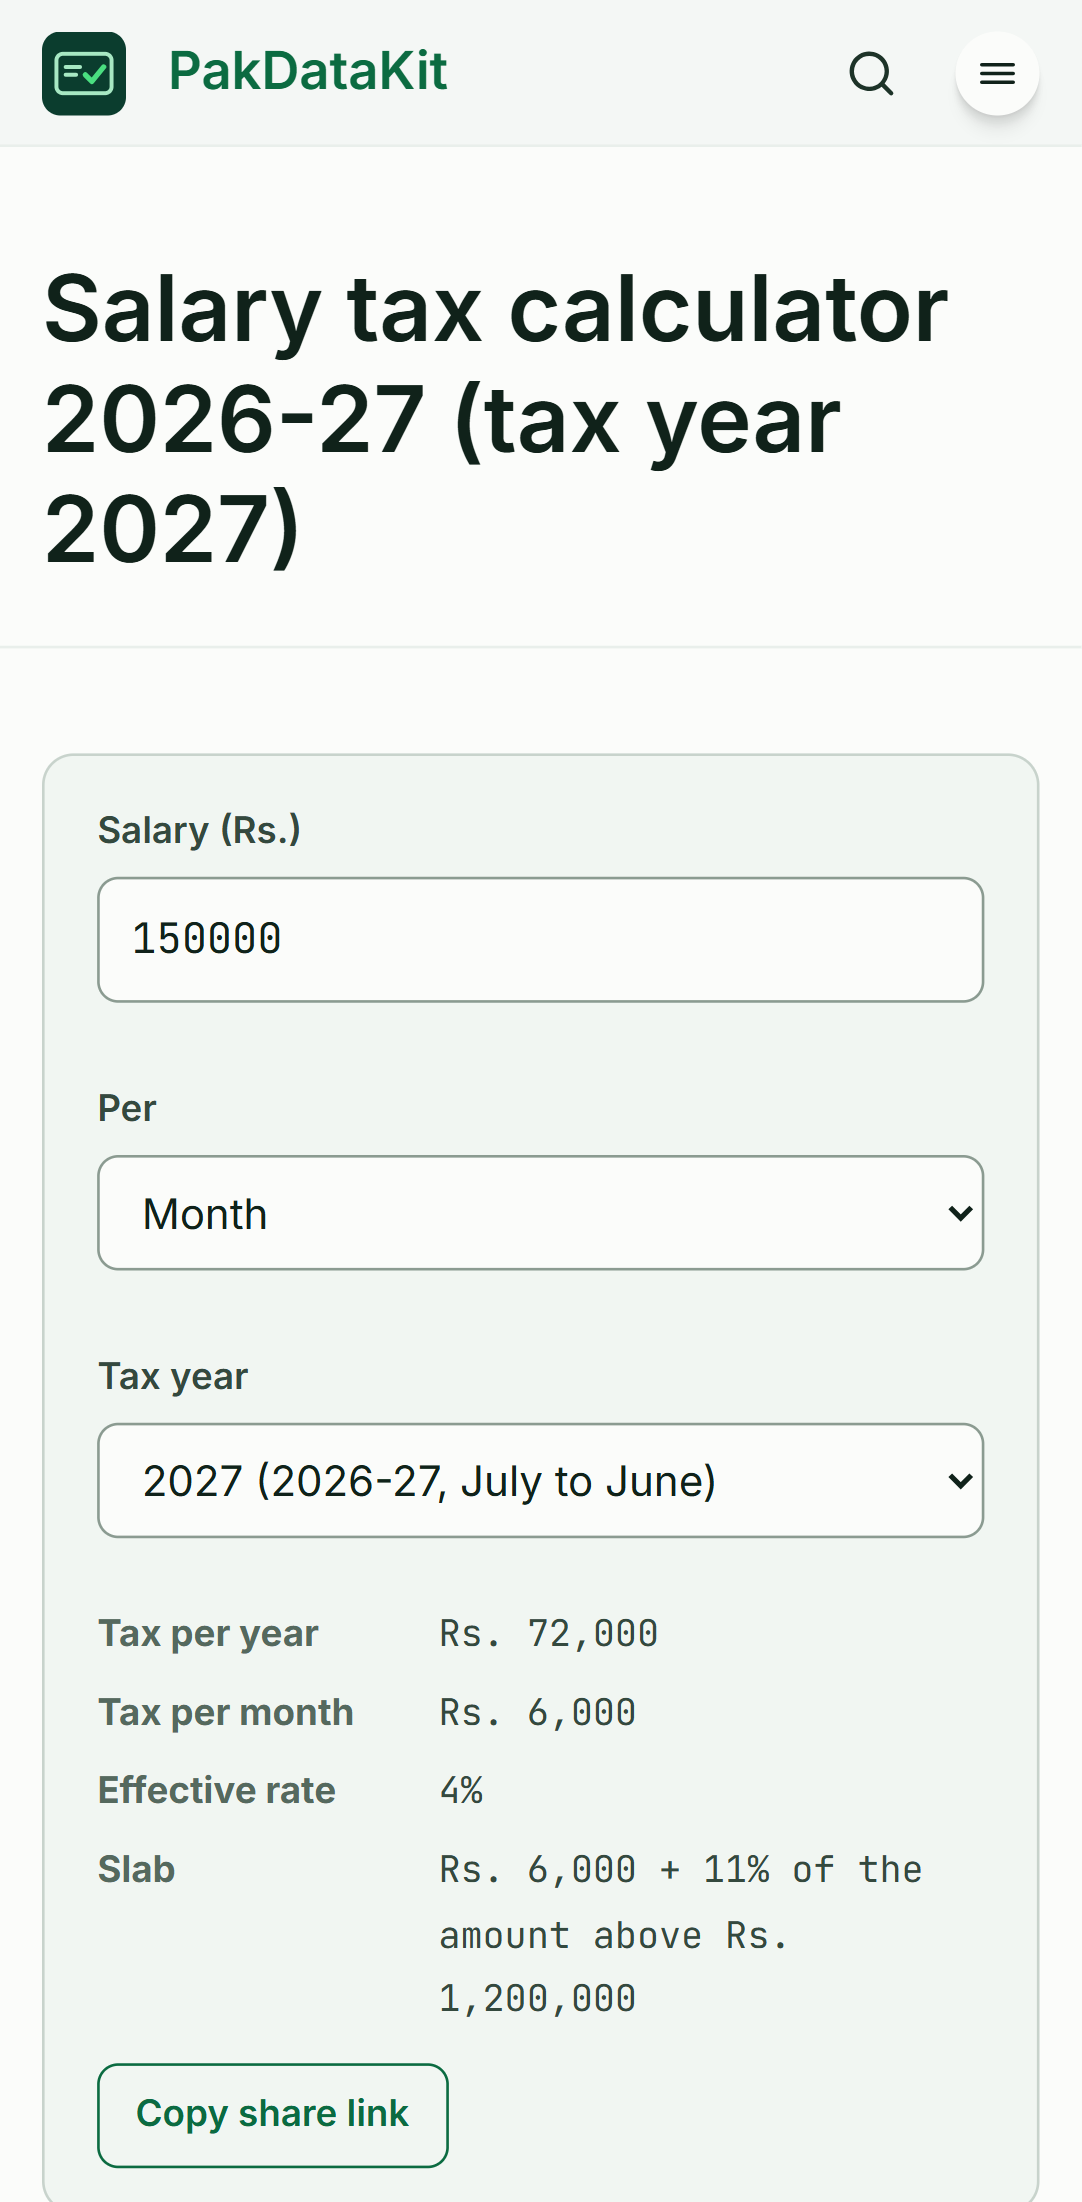 PakDataKit
Salary tax calculator
2026-27 (tax year
2027)
Salary (Rs.)
150000
Per
Month
Tax year
2027 (2026-27, July to June)
Tax per year Rs. 72,000
Tax per month Rs. 6,000
Effective rate 4%
Slab Rs. 6,000 + 11% of the
amount above Rs.
1,200,000
Copy share link